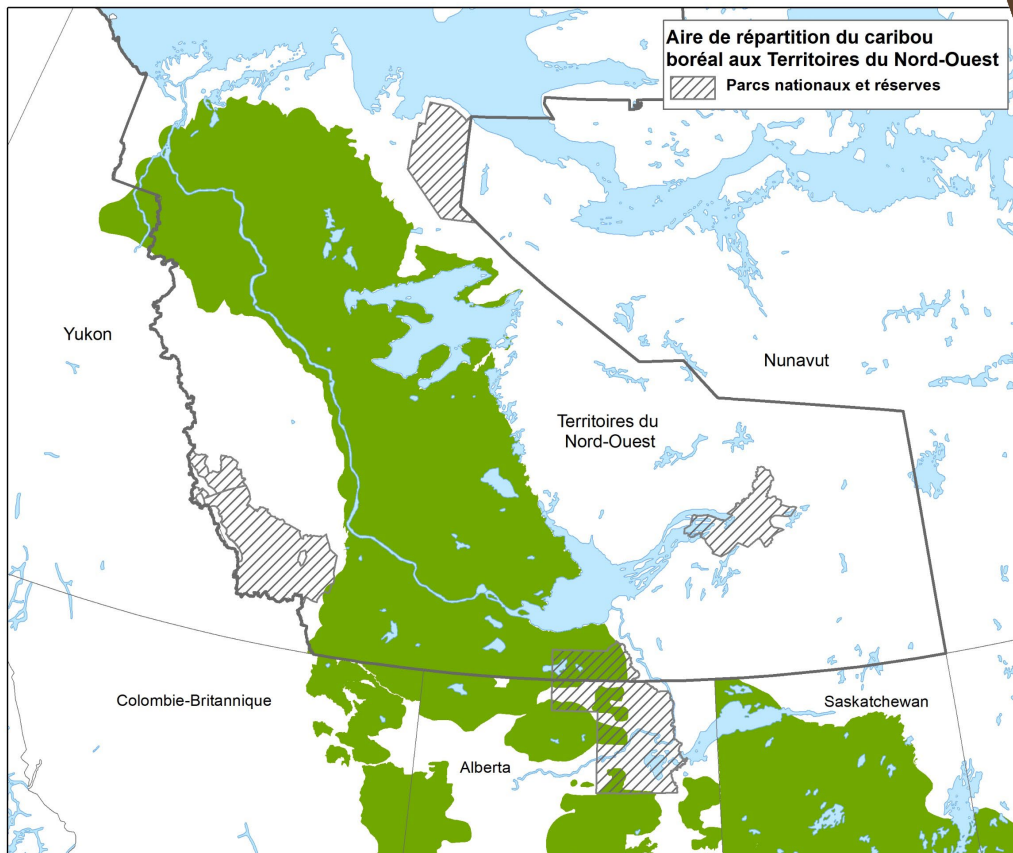 Aire de répartition du caribou
boréal aux Territoires du Nord-Ouest
Parcs nationaux et réserves
Yukon
Nunavut
Territoires du
Nord-Ouest
Colombie-Britannique
Saskatchewan
Alberta